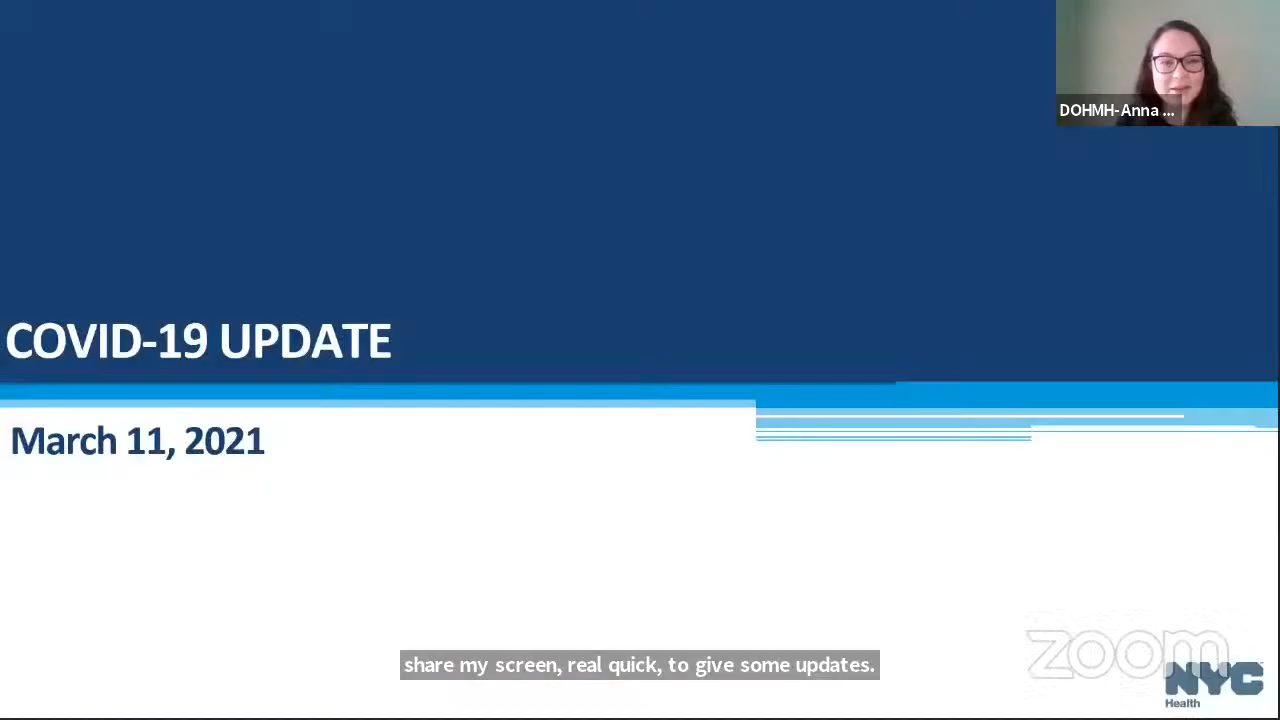 DOHMH-Anna ...
COVID-19 UPDATE
March 11, 2021
share my screen, real quick, to give some updates.
zoom
NYC
Health